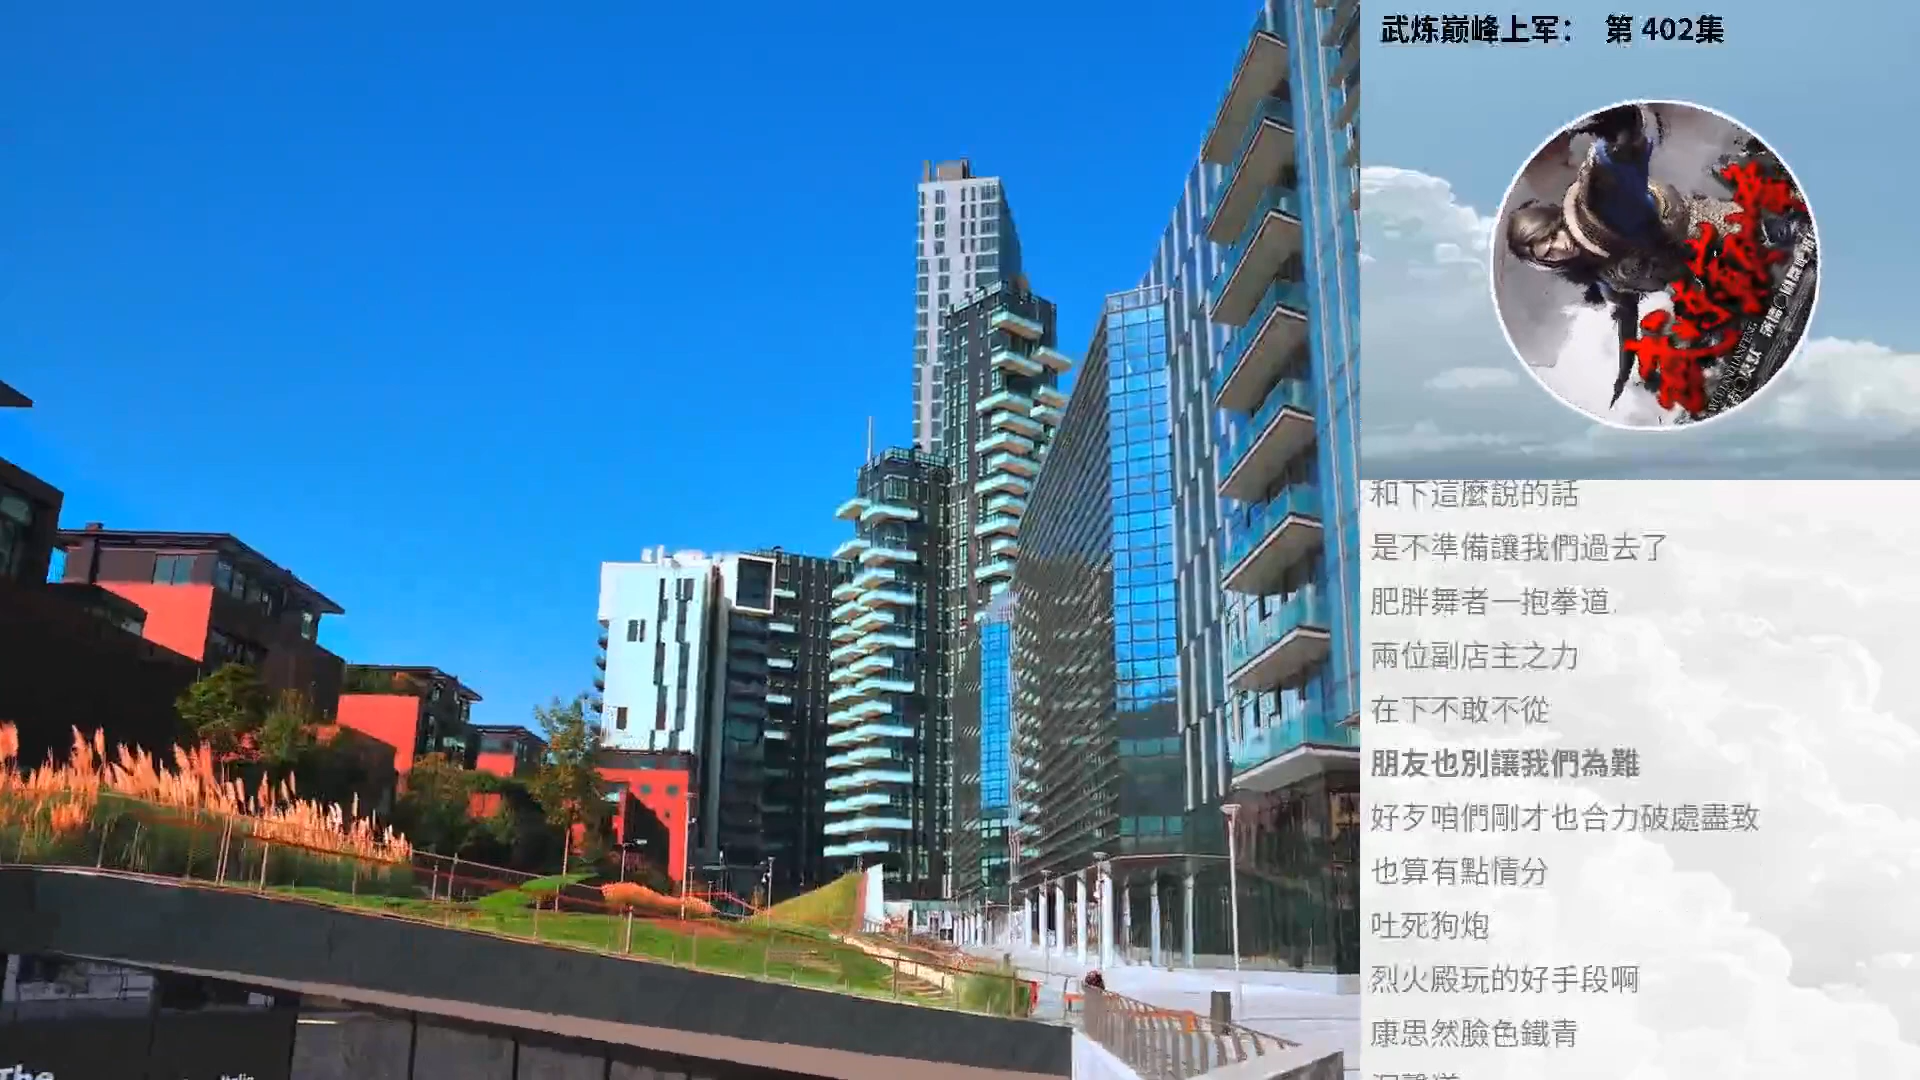 武炼巅峰上军： 第 402集
和下這麼說的話
是不準備讓我們過去了
肥胖舞者一抱拳道
兩位副店主之力
在下不敢不從
朋友也別讓我們為難
好歹咱們剛才也合力破處盡致
也算有點情分
吐死狗炮
烈火殿玩的好手段啊
康思然臉色鐵青
The
Italia